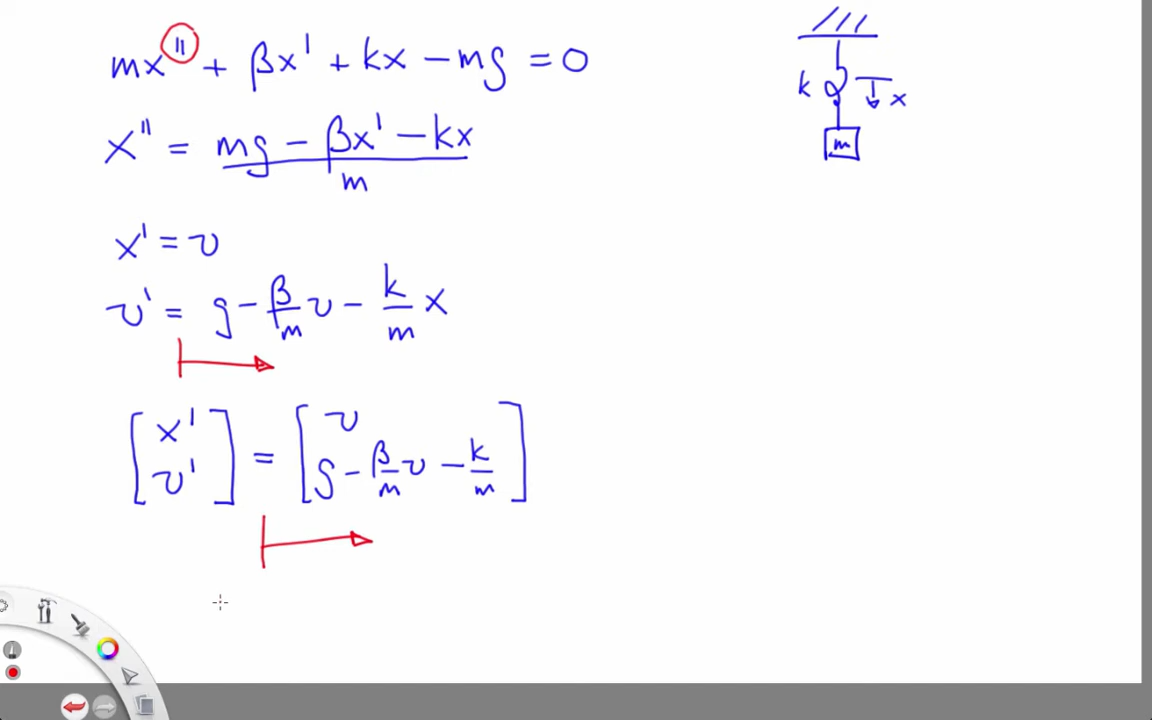 mx'' + βx' + kx − mg = 0
x'' = (mg − βx' − kx) / m
x' = v
v' = g − β/m v − k/m x
[x' v'] = [v g − β/m v − k/m]
k
x
m